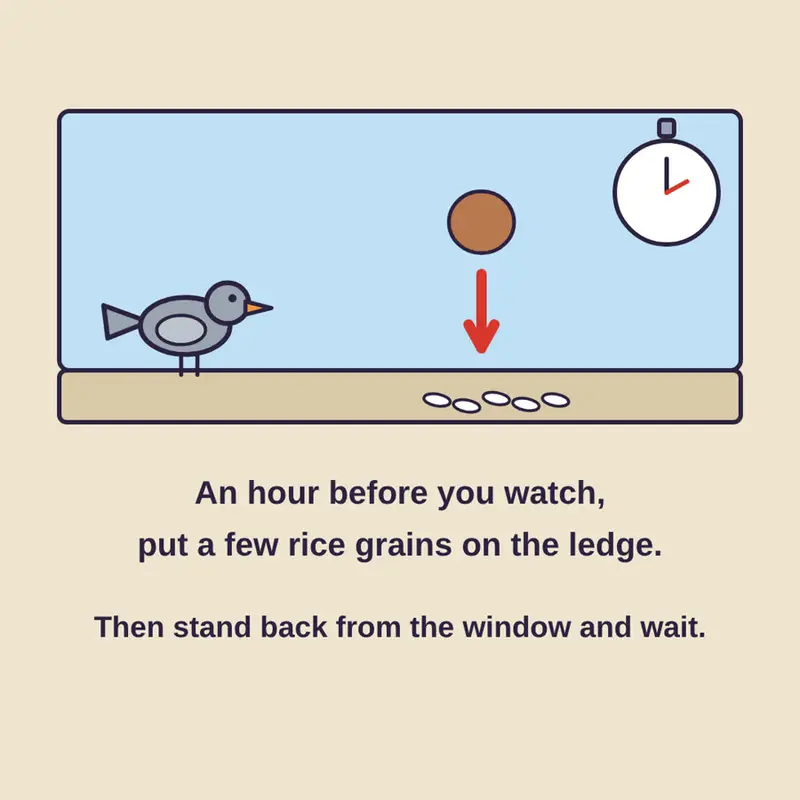 An hour before you watch,
put a few rice grains on the ledge.
Then stand back from the window and wait.